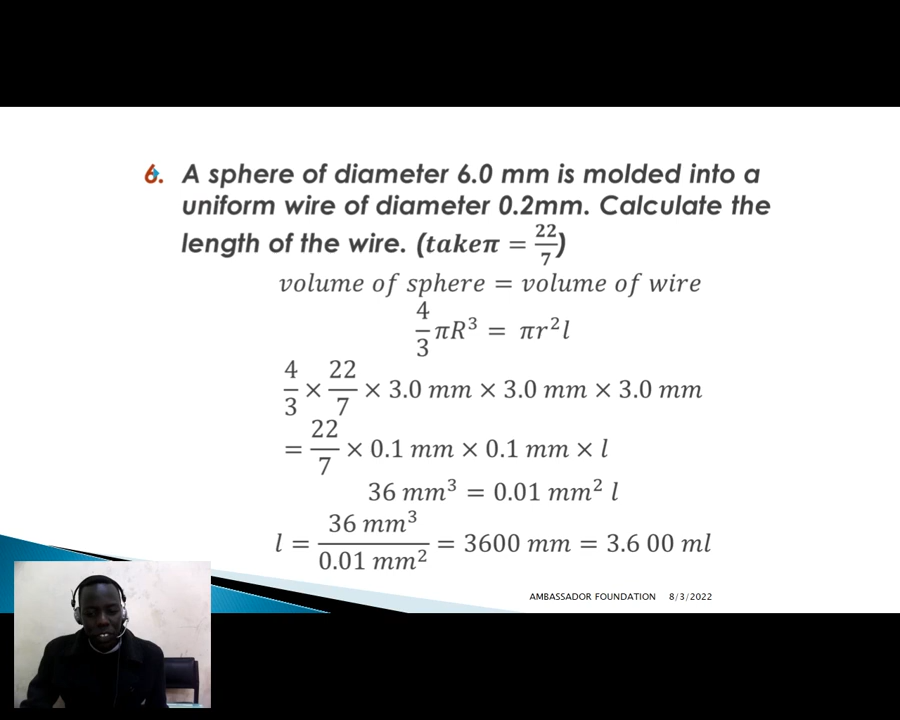 6. A sphere of diameter 6.0 mm is molded into a
uniform wire of diameter 0.2mm. Calculate the
length of the wire. (takeπ = 22/7)
volume of sphere = volume of wire
4/3 πR³ = πr²l
4/3 × 22/7 × 3.0 mm × 3.0 mm × 3.0 mm
= 22/7 × 0.1 mm × 0.1 mm × l
36 mm³ = 0.01 mm² l
l = 36 mm³/0.01 mm² = 3600 mm = 3.6 00 ml
AMBASSADOR FOUNDATION 8/3/2022